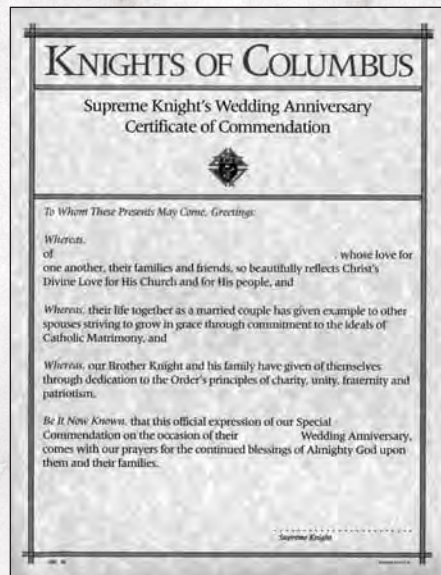 KNIGHTS OF COLUMBUS
Supreme Knight's Wedding Anniversary
Certificate of Commendation
To Whom These Presents May Come, Greetings:
Whereas,
of , whose love for
one another, their families and friends, so beautifully reflects Christ's
Divine Love for His Church and for His people, and
Whereas, their life together as a married couple has given example to other
spouses striving to grow in grace through commitment to the ideals of
Catholic Matrimony, and
Whereas, our Brother Knight and his family have given of themselves
through dedication to the Order's principles of charity, unity, fraternity and
patriotism,
Be It Now Known, that this official expression of our Special
Commendation on the occasion of their Wedding Anniversary,
comes with our prayers for the continued blessings of Almighty God upon
them and their families.
Supreme Knight